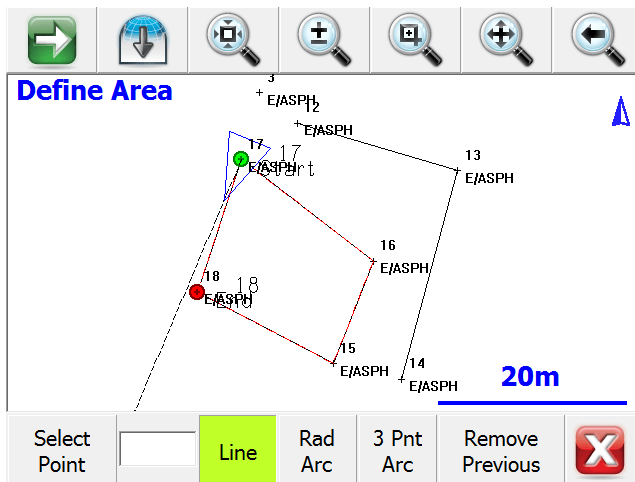 Define Area
3
E/ASPH
12
E/ASPH
13
E/ASPH
17
17
E/ASPH
Start
16
E/ASPH
18
18
E/ASPH
End
15
E/ASPH
14
E/ASPH
20m
Select Point
Line
Rad Arc
3 Pnt Arc
Remove Previous